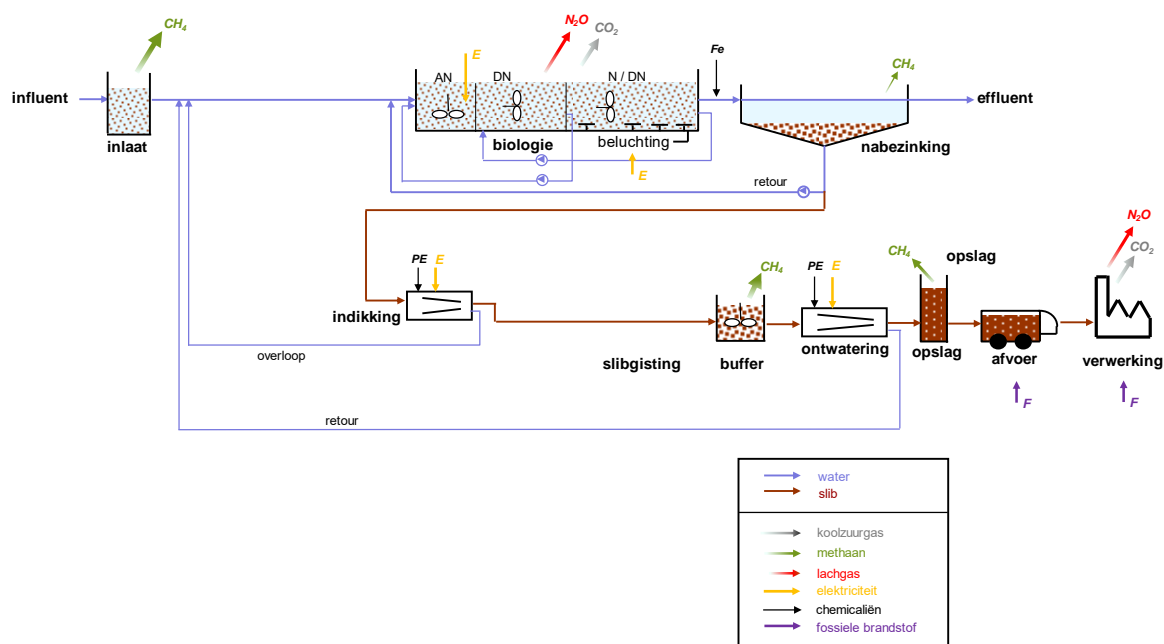 CH₄
N₂O
CO₂
E
Fe
CH₄
AN
DN
N / DN
influent
effluent
inlaat
biologie
beluchting
nabezinking
E
retour
N₂O
CO₂
PE
E
CH₄
PE
E
CH₄
opslag
indikking
overloop
slibgisting
buffer
ontwatering
opslag
afvoer
verwerking
F
F
retour
water
slib
koolzuurgas
methaan
lachgas
elektriciteit
chemicaliën
fossiele brandstof